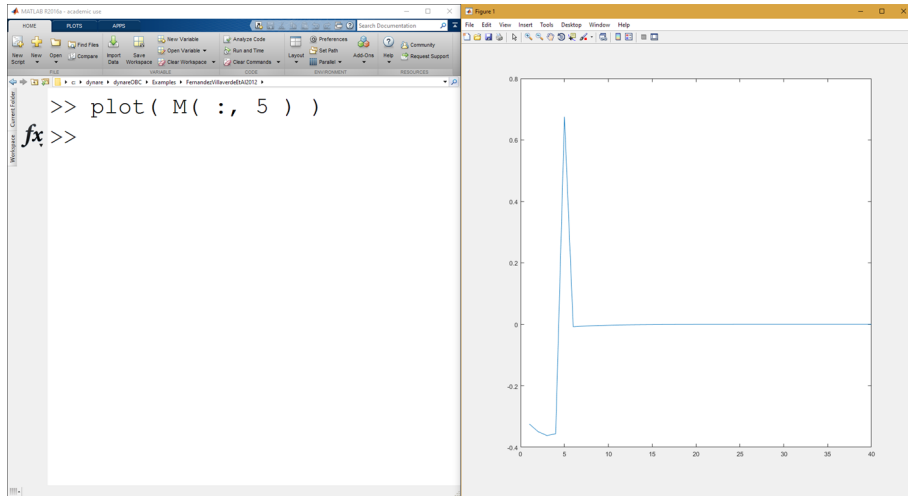 MATLAB R2016a - academic use
HOME PLOTS APPS
Search Documentation
New Script
New
Open
Find Files
Compare
Import Data
Save Workspace
New Variable
Open Variable
Clear Workspace
Analyze Code
Run and Time
Clear Commands
Layout
Preferences
Set Path
Parallel
Add-Ons
Help
Community
Request Support
FILE VARIABLE CODE ENVIRONMENT RESOURCES
c: dynare dynareOBC Examples FernandezVillaverdeEtAl2012
Current Folder
Workspace
>> plot( M( :, 5 ) )
fx >>
Figure 1
File Edit View Insert Tools Desktop Window Help
0.8
0.6
0.4
0.2
0
-0.2
-0.4
0 5 10 15 20 25 30 35 40